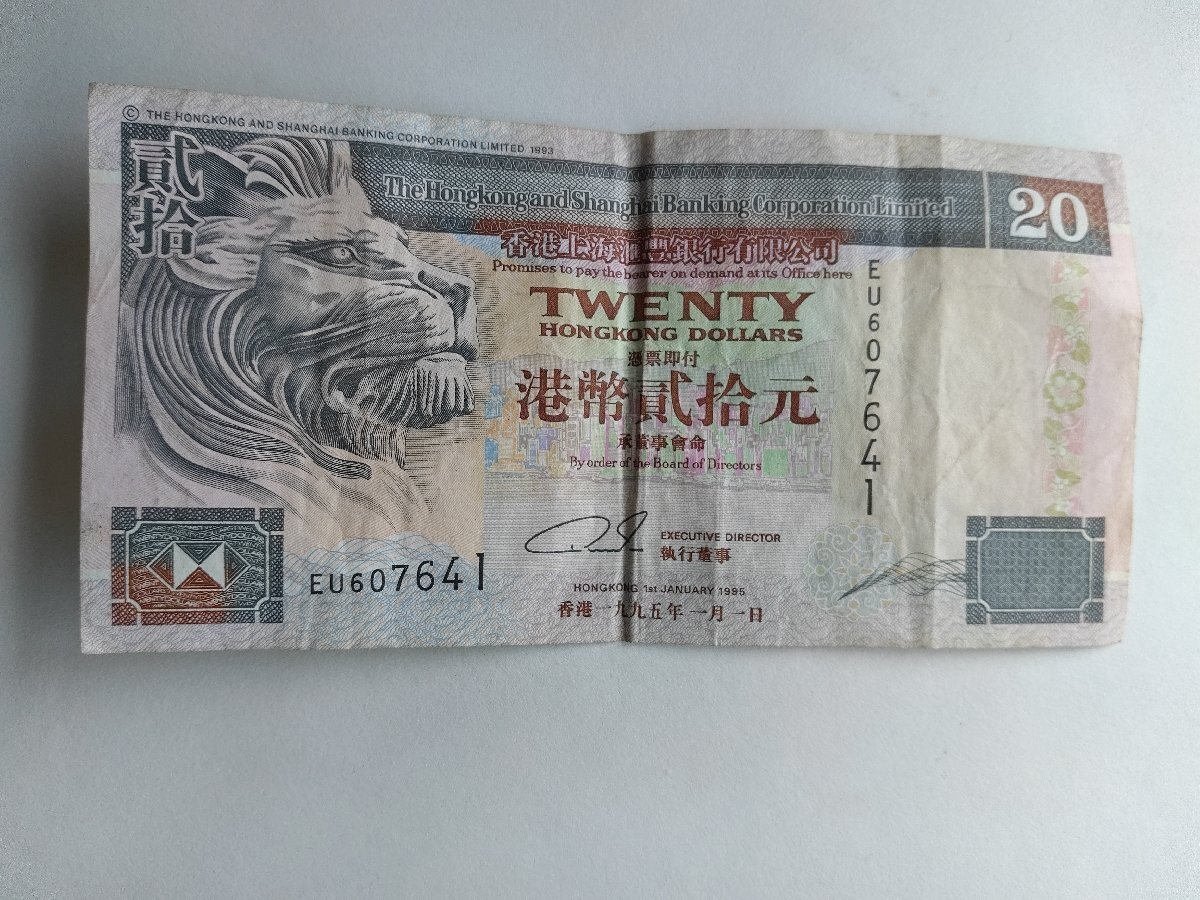 © THE HONGKONG AND SHANGHAI BANKING CORPORATION LIMITED 1993
貳拾
The Hongkong and Shanghai Banking Corporation Limited
20
香港上海滙豐銀行有限公司
Promises to pay the bearer on demand at its Office here
TWENTY
HONGKONG DOLLARS
憑票即付
港幣貳拾元
承董事會命
By order of the Board of Directors
EU607641
EXECUTIVE DIRECTOR
執行董事
EU607641
HONGKONG 1st JANUARY 1995
香港一九九五年一月一日